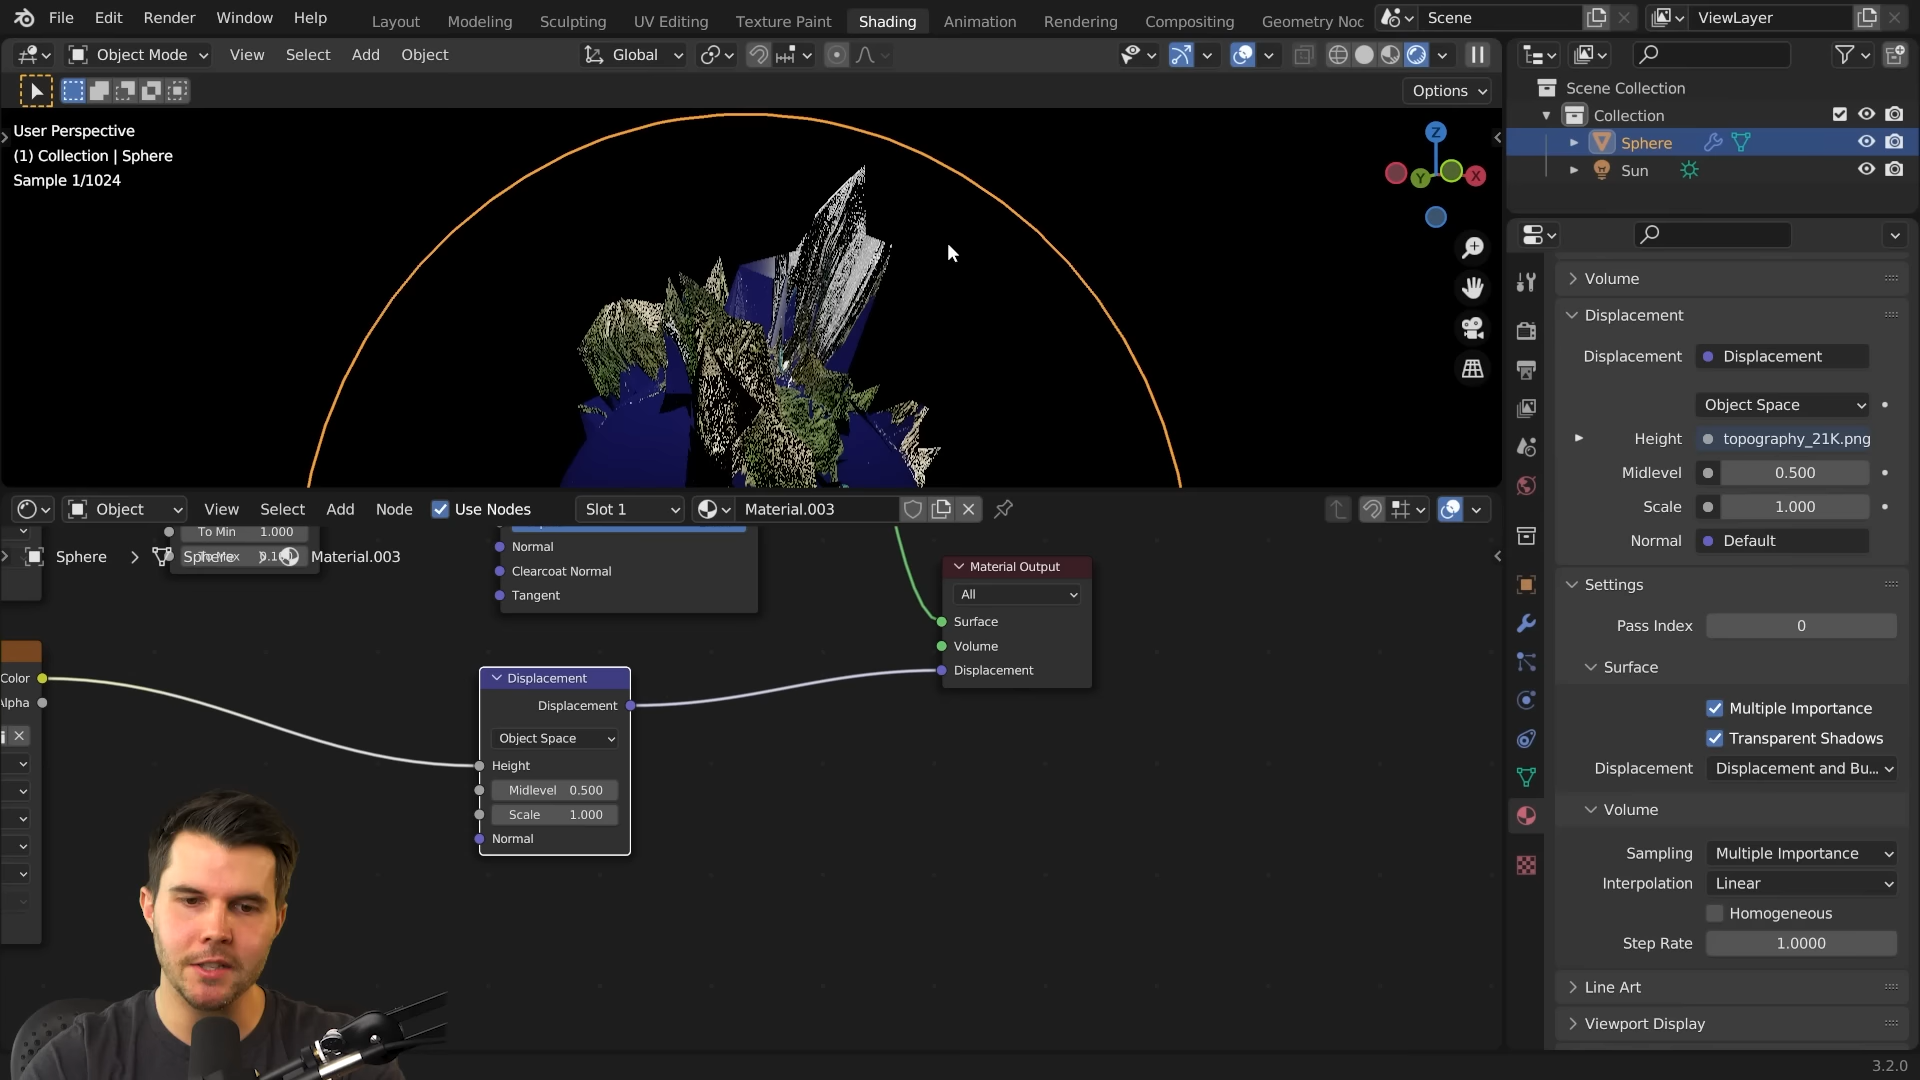 File Edit Render Window Help Layout Modeling Sculpting UV Editing Texture Paint Shading Animation Rendering Compositing Geometry Noc Scene ViewLayer
Object Mode View Select Add Object Global
Options
User Perspective
(1) Collection | Sphere
Sample 1/1024
Z
Y
X
Scene Collection
Collection
Sphere
Sun
Volume
Displacement
Displacement Displacement
Object Space
Height topography_21K.png
Midlevel 0.500
Scale 1.000
Normal Default
Settings
Pass Index 0
Surface
Multiple Importance
Transparent Shadows
Displacement Displacement and Bu...
Volume
Sampling Multiple Importance
Interpolation Linear
Homogeneous
Step Rate 1.0000
Line Art
Viewport Display
3.2.0
Object View Select Add Node Use Nodes Slot 1 Material.003
To Min 1.000
Sphere > Sphere > Material.003
Normal
Clearcoat Normal
Tangent
Material Output
All
Surface
Volume
Displacement
Color
Displacement
Displacement
Object Space
Height
Midlevel 0.500
Scale 1.000
Normal